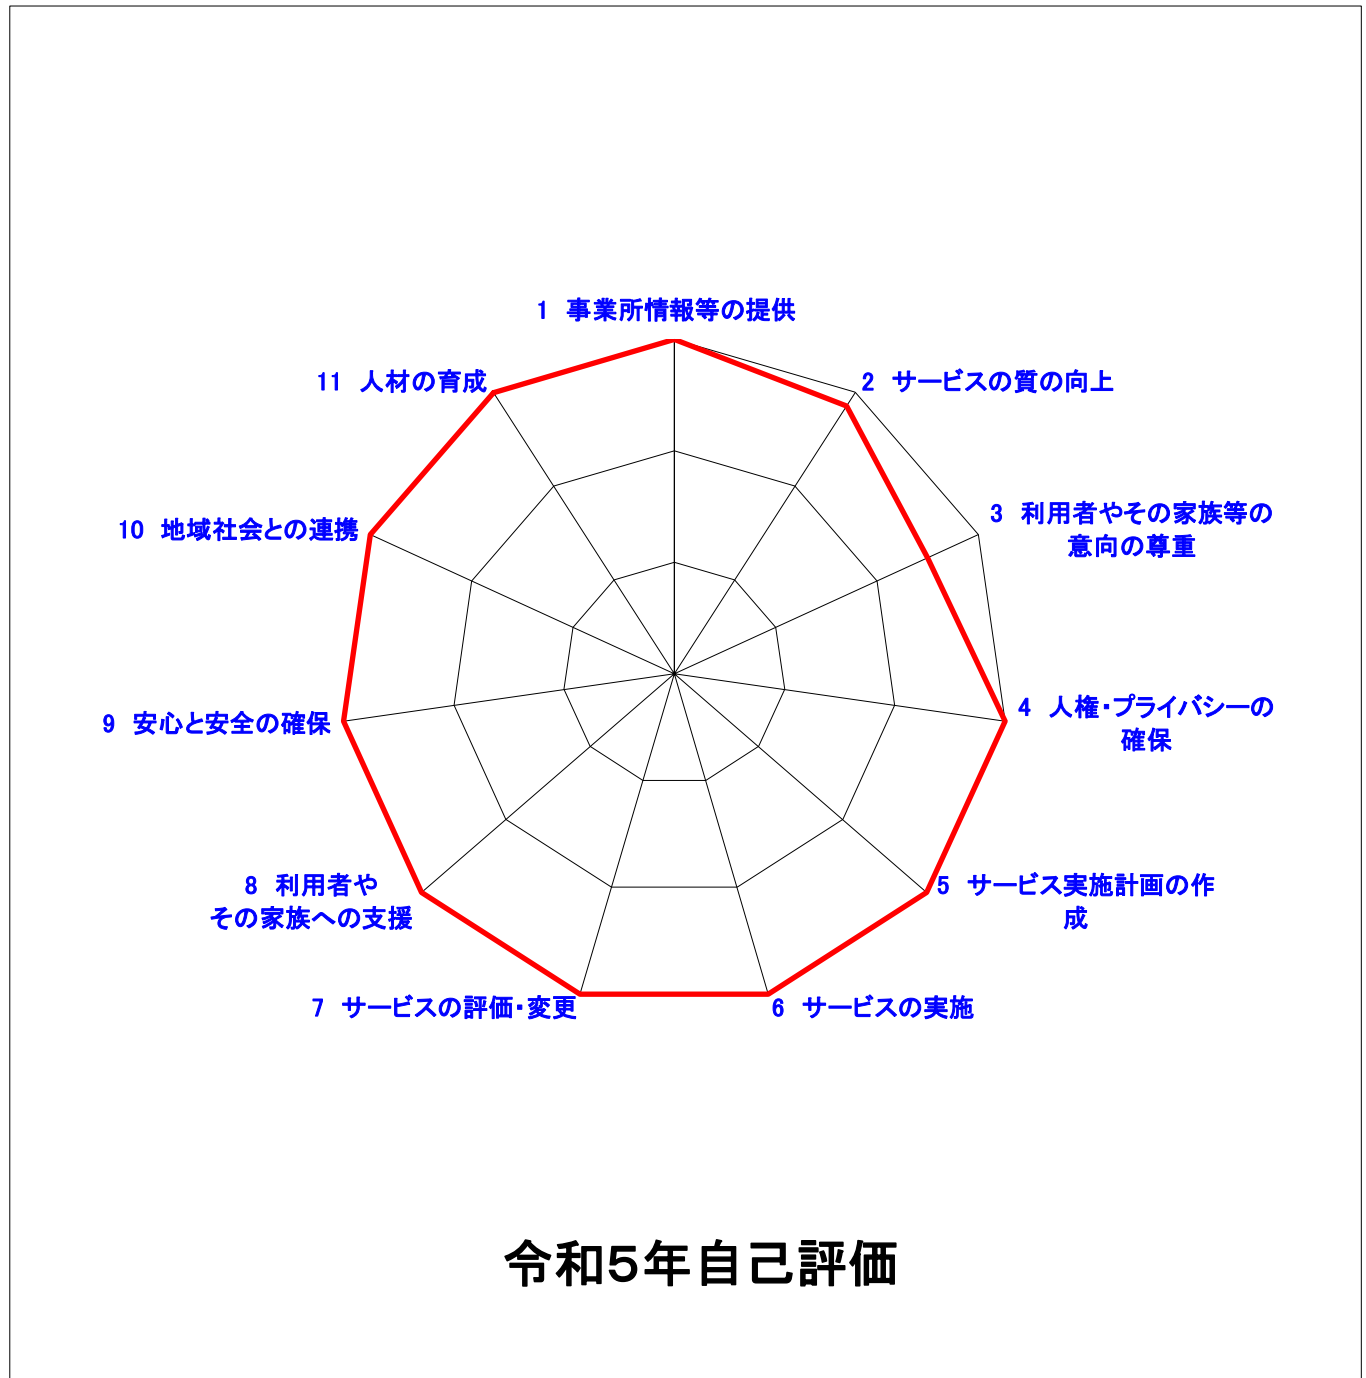 1 事業所情報等の提供
2 サービスの質の向上
3 利用者やその家族等の
意向の尊重
4 人権・プライバシーの
確保
5 サービス実施計画の作
成
6 サービスの実施
7 サービスの評価・変更
8 利用者や
その家族への支援
9 安心と安全の確保
10 地域社会との連携
11 人材の育成
令和5年自己評価